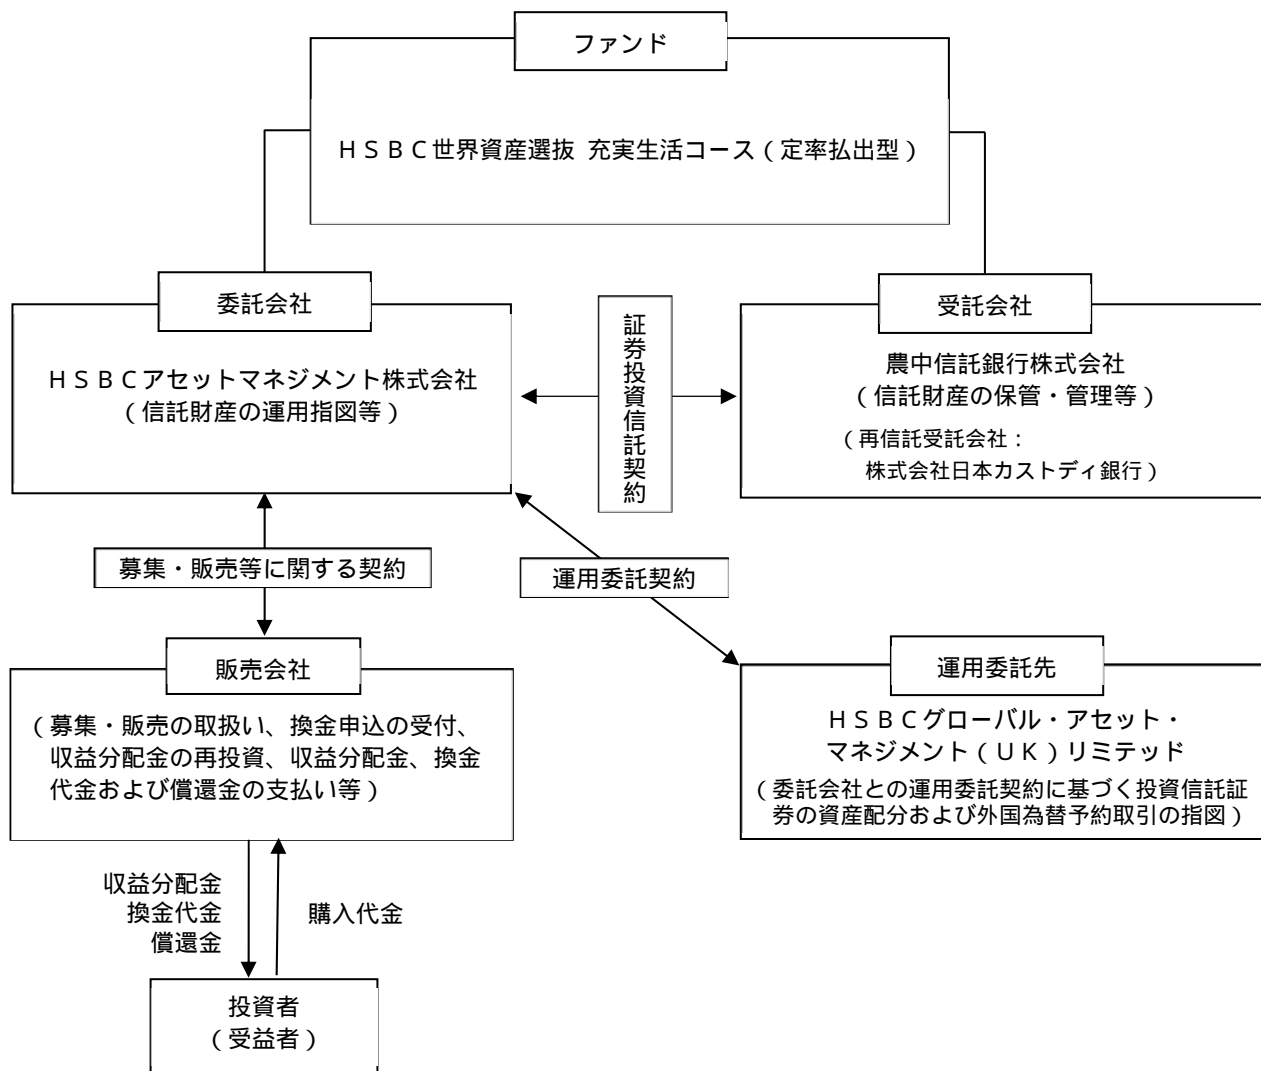 ファンド
ＨＳＢＣ世界資産選抜 充実生活コース（定率払出型）
委託会社
ＨＳＢＣアセットマネジメント株式会社
（信託財産の運用指図等）
証券投資信託契約
受託会社
農中信託銀行株式会社
（信託財産の保管・管理等）
（再信託受託会社：
株式会社日本カストディ銀行）
募集・販売等に関する契約
運用委託契約
販売会社
（募集・販売の取扱い、換金申込の受付、
収益分配金の再投資、収益分配金、換金
代金および償還金の支払い等）
運用委託先
ＨＳＢＣグローバル・アセット・
マネジメント（ＵＫ）リミテッド
（委託会社との運用委託契約に基づく投資信託証
券の資産配分および外国為替予約取引の指図）
収益分配金
換金代金
償還金
購入代金
投資者
（受益者）